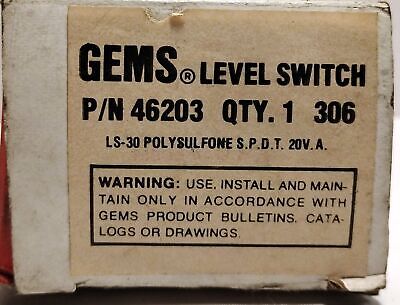 GEMS® LEVEL SWITCH
P/N 46203 QTY. 1 306
LS-30 POLYSULFONE S.P.D.T. 20V.A.
WARNING: USE, INSTALL AND MAIN-
TAIN ONLY IN ACCORDANCE WITH
GEMS PRODUCT BULLETINS, CATA-
LOGS OR DRAWINGS.